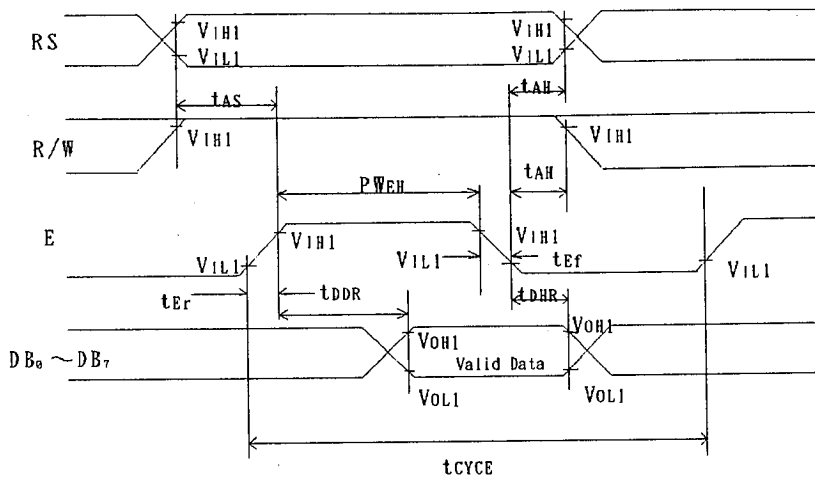 RS
VIH1 VIH1
VIL1 VIL1
tAS tAH
R/W
VIH1 VIH1
PWEH tAH
E
VIH1 VIH1
VIL1 VIL1 tEf VIL1
tEr tDDR tDHR
DB₀～DB₇
VOH1 Valid Data VOH1
VOL1 VOL1
tCYCE